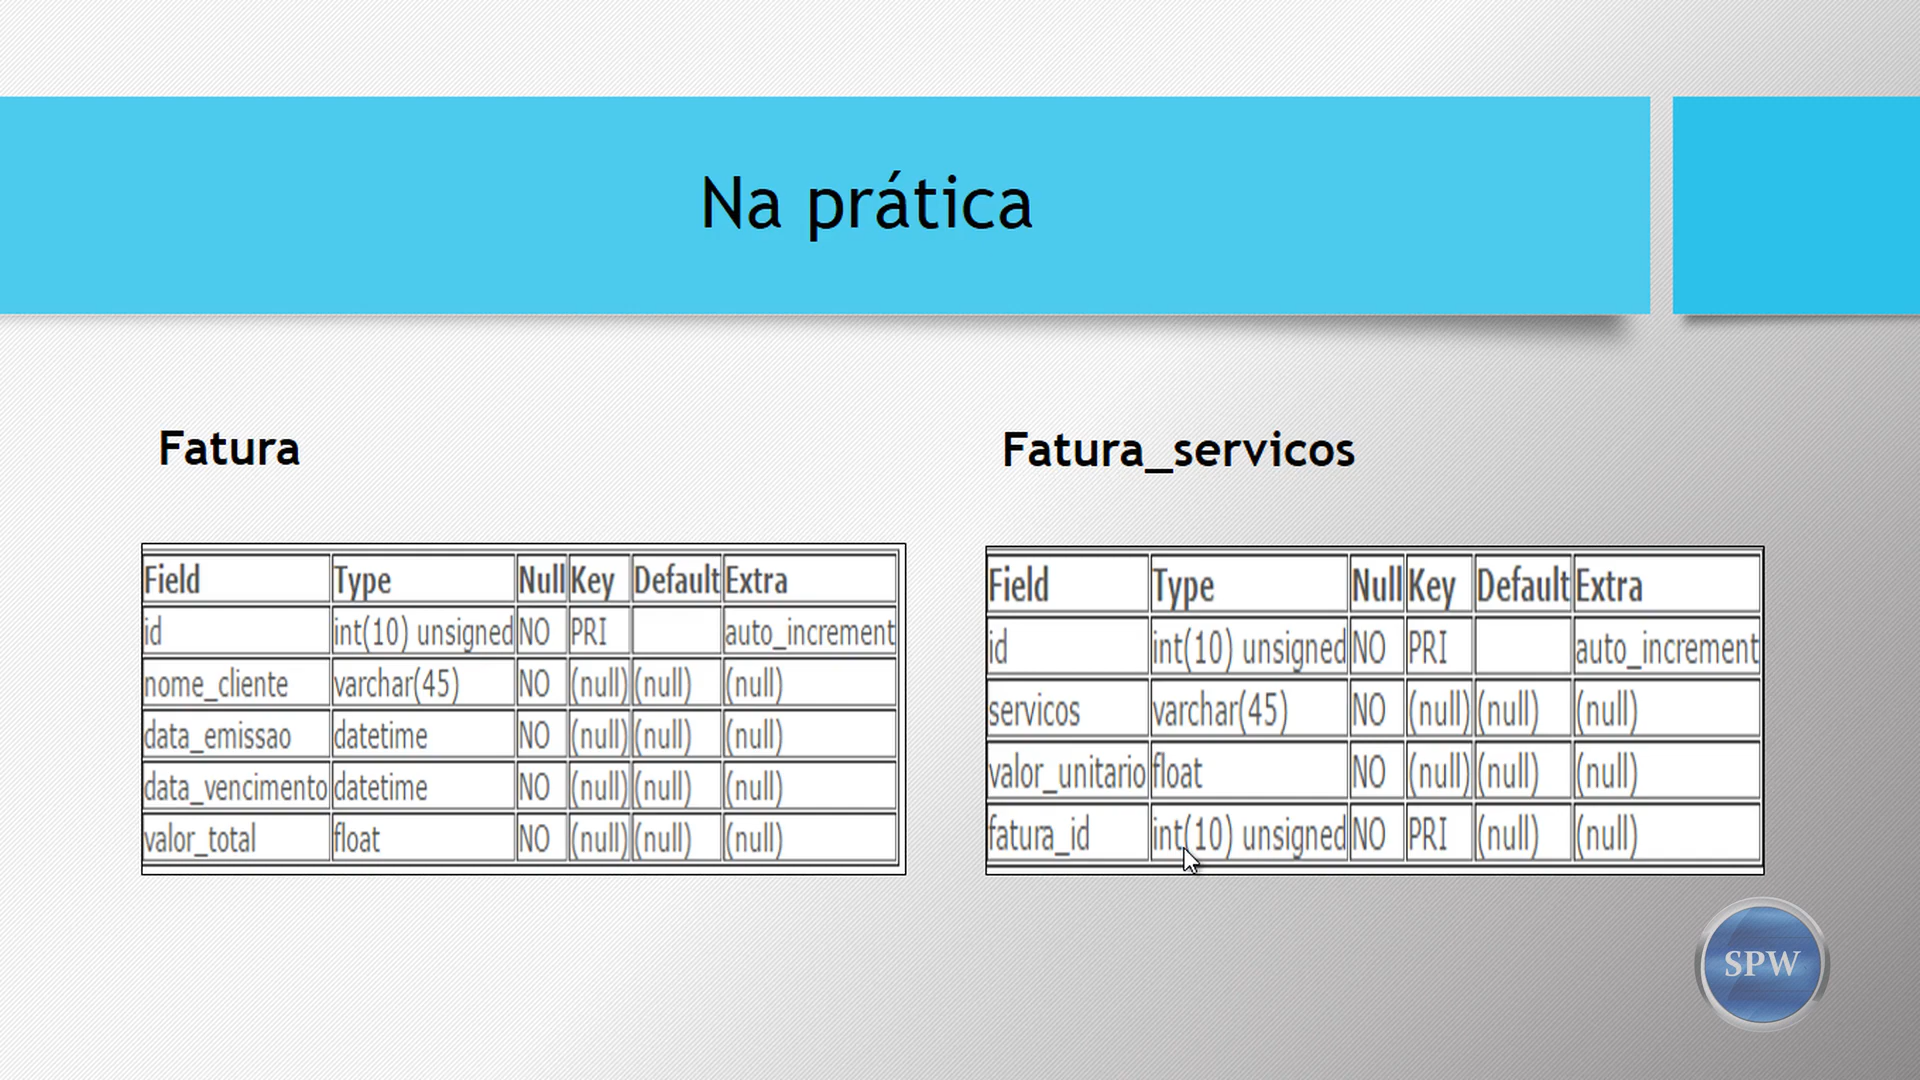 Na prática
Fatura
Field Type Null Key Default Extra
id int(10) unsigned NO PRI auto_increment
nome_cliente varchar(45) NO (null) (null) (null)
data_emissao datetime NO (null) (null) (null)
data_vencimento datetime NO (null) (null) (null)
valor_total float NO (null) (null) (null)
Fatura_servicos
Field Type Null Key Default Extra
id int(10) unsigned NO PRI auto_increment
servicos varchar(45) NO (null) (null) (null)
valor_unitario float NO (null) (null) (null)
fatura_id int(10) unsigned NO PRI (null) (null)
SPW